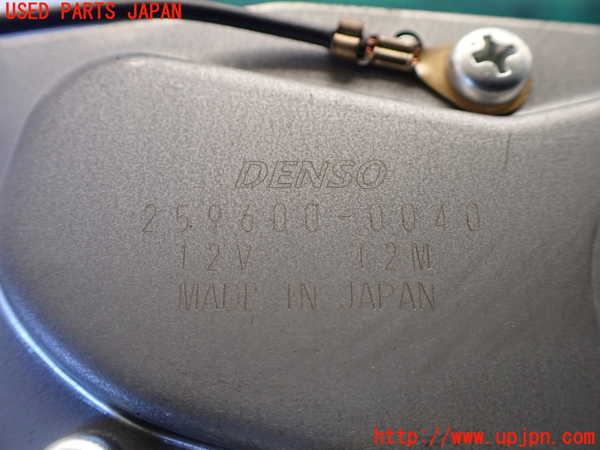 USED PARTS JAPAN
DENSO
259600-0040
12V 12M
MADE IN JAPAN
http://www.upjpn.com/